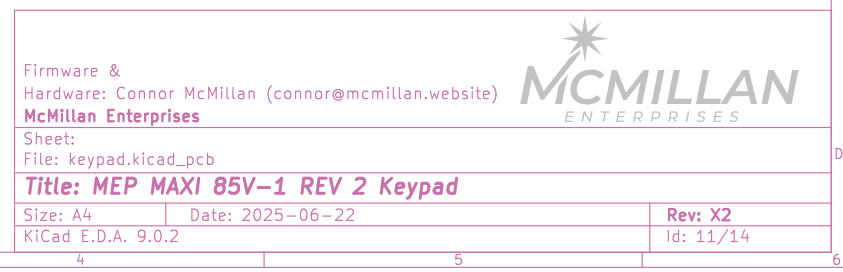 Firmware &
Hardware: Connor McMillan (connor@mcmillan.website)
McMillan Enterprises
MCMILLAN
ENTERPRISES
Sheet:
File: keypad.kicad_pcb
D
Title: MEP MAXI 85V-1 REV 2 Keypad
Size: A4 Date: 2025-06-22 Rev: X2
KiCad E.D.A. 9.0.2 Id: 11/14
4 5 6